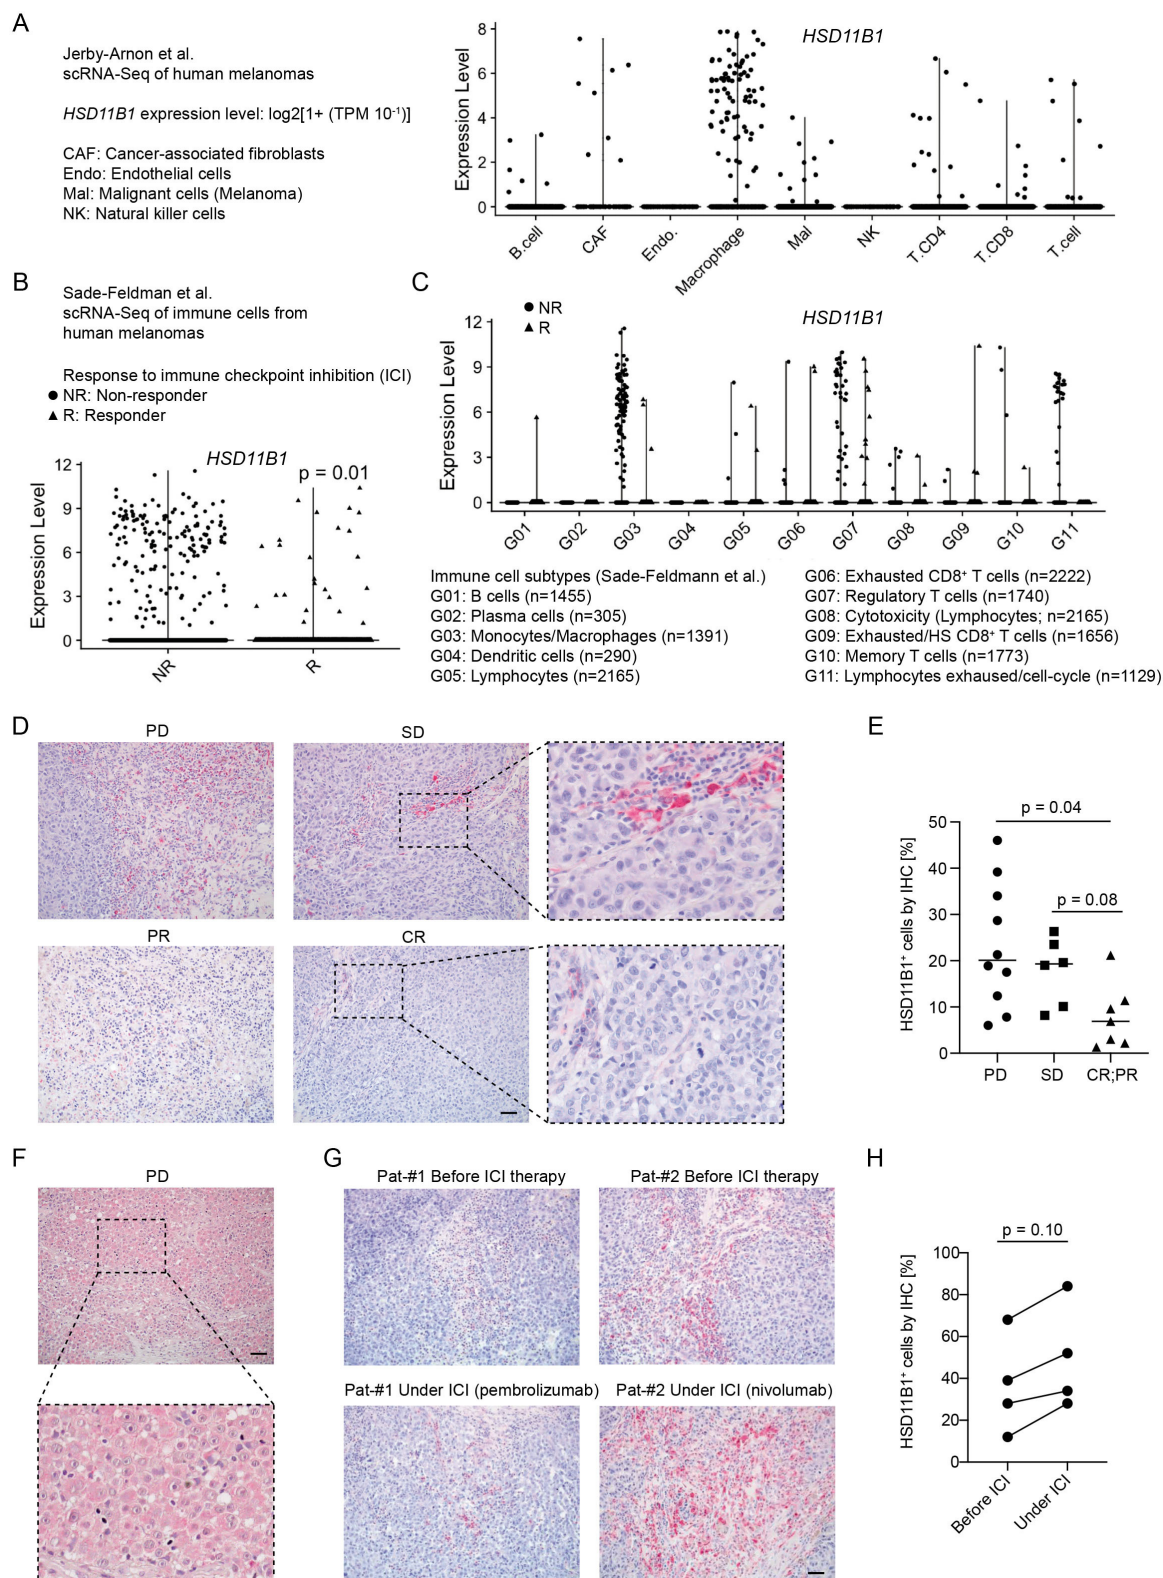 A
Jerby-Arnon et al.
scRNA-Seq of human melanomas
HSD11B1 expression level: log2[1+ (TPM 10⁻¹)]
CAF: Cancer-associated fibroblasts
Endo: Endothelial cells
Mal: Malignant cells (Melanoma)
NK: Natural killer cells
HSD11B1
Expression Level
8
6
4
2
0
B.cell
CAF
Endo.
Macrophage
Mal
NK
T.CD4
T.CD8
T.cell
B
Sade-Feldman et al.
scRNA-Seq of immune cells from
human melanomas
Response to immune checkpoint inhibition (ICI)
NR: Non-responder
R: Responder
HSD11B1
p = 0.01
Expression Level
12
9
6
3
0
NR
R
C
NR
R
HSD11B1
Expression Level
12
9
6
3
0
G01
G02
G03
G04
G05
G06
G07
G08
G09
G10
G11
Immune cell subtypes (Sade-Feldmann et al.)
G01: B cells (n=1455)
G02: Plasma cells (n=305)
G03: Monocytes/Macrophages (n=1391)
G04: Dendritic cells (n=290)
G05: Lymphocytes (n=2165)
G06: Exhausted CD8⁺ T cells (n=2222)
G07: Regulatory T cells (n=1740)
G08: Cytotoxicity (Lymphocytes; n=2165)
G09: Exhausted/HS CD8⁺ T cells (n=1656)
G10: Memory T cells (n=1773)
G11: Lymphocytes exhaused/cell-cycle (n=1129)
D
PD
SD
PR
CR
E
p = 0.04
p = 0.08
HSD11B1⁺ cells by IHC [%]
50
40
30
20
10
0
PD
SD
CR;PR
F
PD
G
Pat-#1 Before ICI therapy
Pat-#2 Before ICI therapy
Pat-#1 Under ICI (pembrolizumab)
Pat-#2 Under ICI (nivolumab)
H
p = 0.10
HSD11B1⁺ cells by IHC [%]
100
80
60
40
20
0
Before ICI
Under ICI